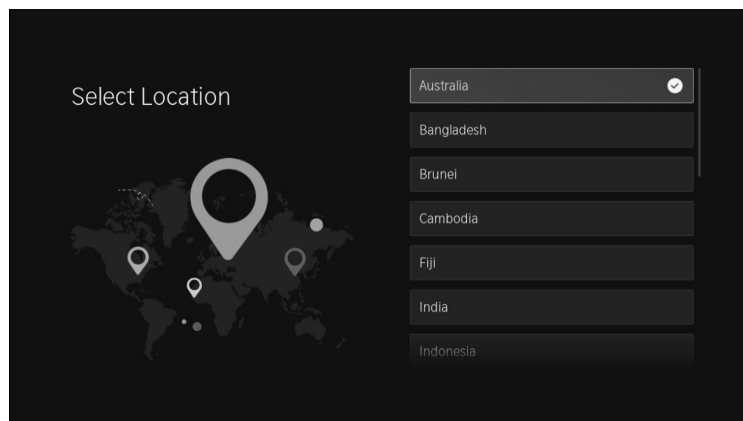 Select Location
Australia
Bangladesh
Brunei
Cambodia
Fiji
India
Indonesia